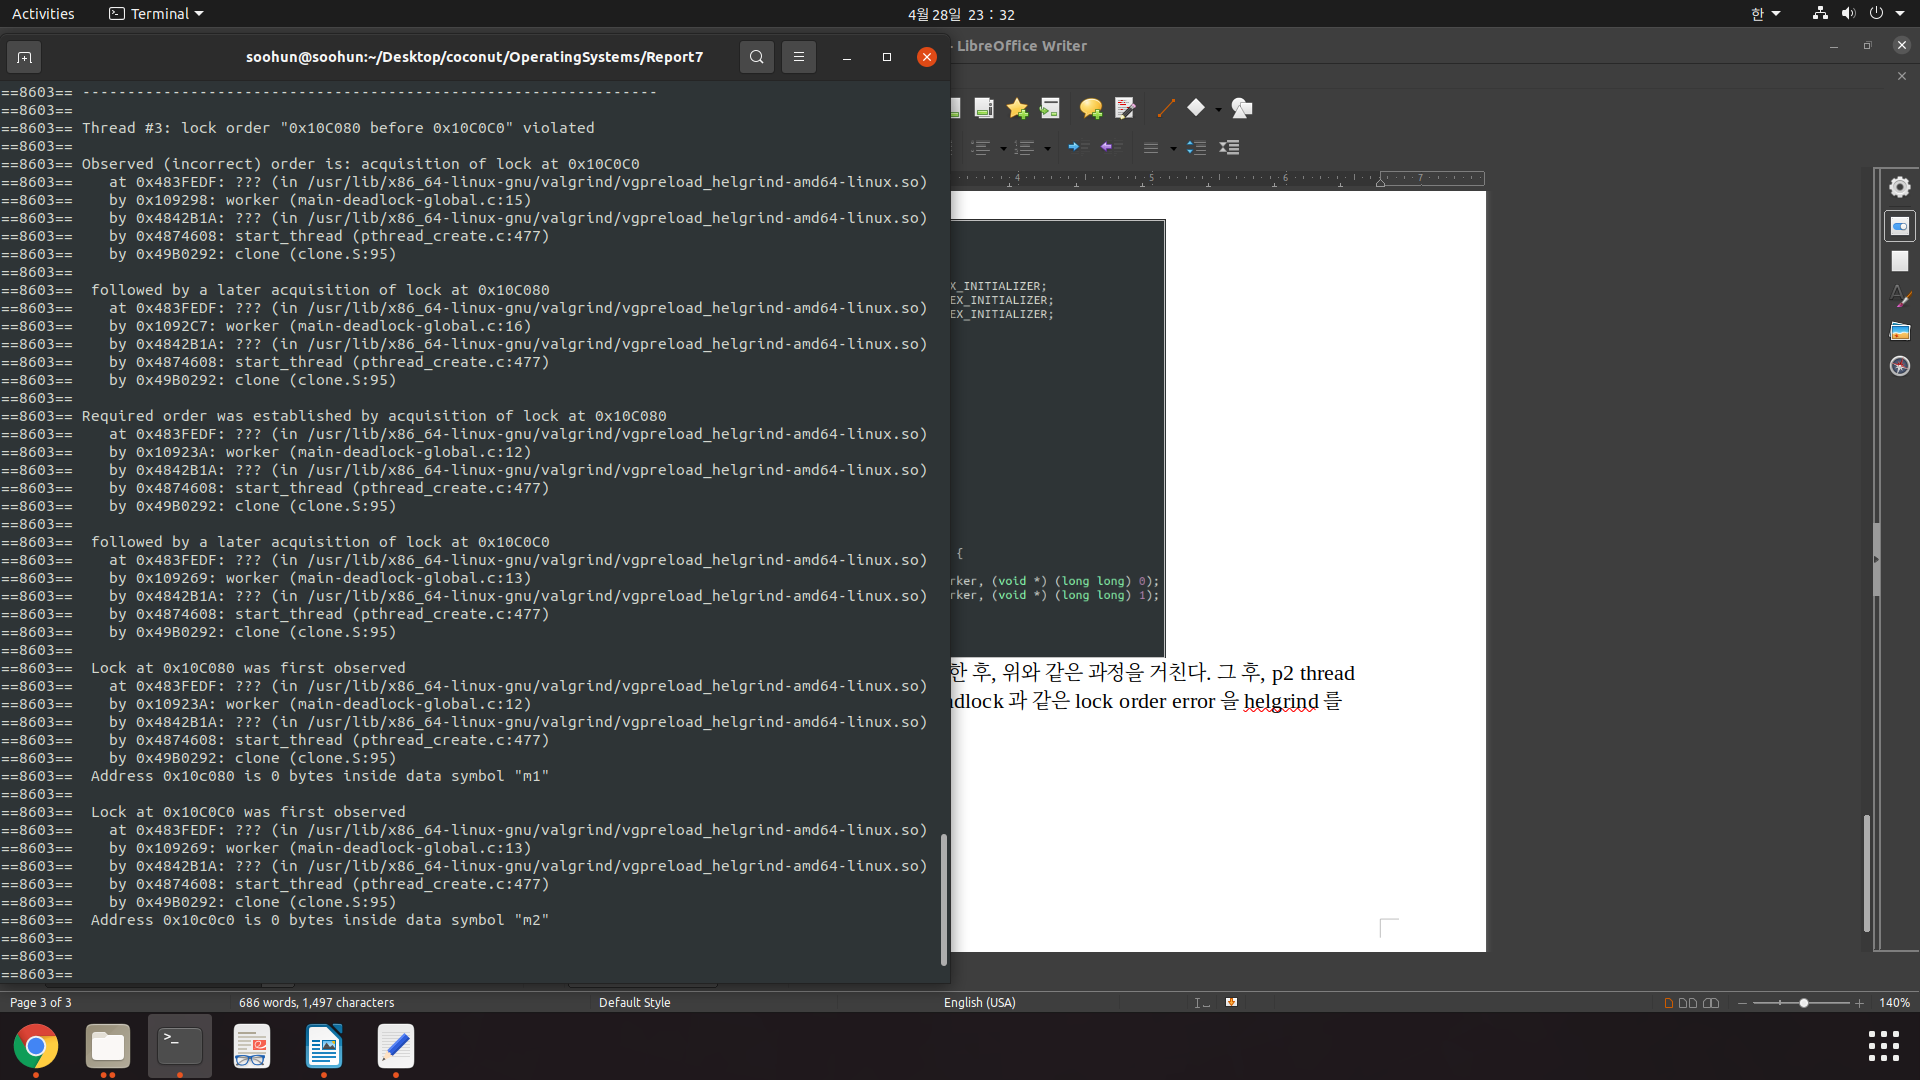 Activities
Terminal
4월 28일 23 : 32
한
soohun@soohun:~/Desktop/coconut/OperatingSystems/Report7
- LibreOffice Writer
==8603== ----------------------------------------------------------------
==8603==
==8603== Thread #3: lock order "0x10C080 before 0x10C0C0" violated
==8603==
==8603== Observed (incorrect) order is: acquisition of lock at 0x10C0C0
==8603==    at 0x483FEDF: ??? (in /usr/lib/x86_64-linux-gnu/valgrind/vgpreload_helgrind-amd64-linux.so)
==8603==    by 0x109298: worker (main-deadlock-global.c:15)
==8603==    by 0x4842B1A: ??? (in /usr/lib/x86_64-linux-gnu/valgrind/vgpreload_helgrind-amd64-linux.so)
==8603==    by 0x4874608: start_thread (pthread_create.c:477)
==8603==    by 0x49B0292: clone (clone.S:95)
==8603==
==8603==  followed by a later acquisition of lock at 0x10C080
==8603==    at 0x483FEDF: ??? (in /usr/lib/x86_64-linux-gnu/valgrind/vgpreload_helgrind-amd64-linux.so)
==8603==    by 0x1092C7: worker (main-deadlock-global.c:16)
==8603==    by 0x4842B1A: ??? (in /usr/lib/x86_64-linux-gnu/valgrind/vgpreload_helgrind-amd64-linux.so)
==8603==    by 0x4874608: start_thread (pthread_create.c:477)
==8603==    by 0x49B0292: clone (clone.S:95)
==8603==
==8603== Required order was established by acquisition of lock at 0x10C080
==8603==    at 0x483FEDF: ??? (in /usr/lib/x86_64-linux-gnu/valgrind/vgpreload_helgrind-amd64-linux.so)
==8603==    by 0x10923A: worker (main-deadlock-global.c:12)
==8603==    by 0x4842B1A: ??? (in /usr/lib/x86_64-linux-gnu/valgrind/vgpreload_helgrind-amd64-linux.so)
==8603==    by 0x4874608: start_thread (pthread_create.c:477)
==8603==    by 0x49B0292: clone (clone.S:95)
==8603==
==8603==  followed by a later acquisition of lock at 0x10C0C0
==8603==    at 0x483FEDF: ??? (in /usr/lib/x86_64-linux-gnu/valgrind/vgpreload_helgrind-amd64-linux.so)
==8603==    by 0x109269: worker (main-deadlock-global.c:13)
==8603==    by 0x4842B1A: ??? (in /usr/lib/x86_64-linux-gnu/valgrind/vgpreload_helgrind-amd64-linux.so)
==8603==    by 0x4874608: start_thread (pthread_create.c:477)
==8603==    by 0x49B0292: clone (clone.S:95)
==8603==
==8603==  Lock at 0x10C080 was first observed
==8603==    at 0x483FEDF: ??? (in /usr/lib/x86_64-linux-gnu/valgrind/vgpreload_helgrind-amd64-linux.so)
==8603==    by 0x10923A: worker (main-deadlock-global.c:12)
==8603==    by 0x4842B1A: ??? (in /usr/lib/x86_64-linux-gnu/valgrind/vgpreload_helgrind-amd64-linux.so)
==8603==    by 0x4874608: start_thread (pthread_create.c:477)
==8603==    by 0x49B0292: clone (clone.S:95)
==8603==  Address 0x10c080 is 0 bytes inside data symbol "m1"
==8603==
==8603==  Lock at 0x10C0C0 was first observed
==8603==    at 0x483FEDF: ??? (in /usr/lib/x86_64-linux-gnu/valgrind/vgpreload_helgrind-amd64-linux.so)
==8603==    by 0x109269: worker (main-deadlock-global.c:13)
==8603==    by 0x4842B1A: ??? (in /usr/lib/x86_64-linux-gnu/valgrind/vgpreload_helgrind-amd64-linux.so)
==8603==    by 0x4874608: start_thread (pthread_create.c:477)
==8603==    by 0x49B0292: clone (clone.S:95)
==8603==  Address 0x10c0c0 is 0 bytes inside data symbol "m2"
==8603==
==8603==
==8603==
4 5 6 7
X_INITIALIZER;
EX_INITIALIZER;
EX_INITIALIZER;
{
rker, (void *) (long long) 0);
rker, (void *) (long long) 1);
한 후, 위와 같은 과정을 거친다. 그 후, p2 thread
dlock 과 같은 lock order error 을 helgrind 를
Page 3 of 3
686 words, 1,497 characters
Default Style
English (USA)
140%